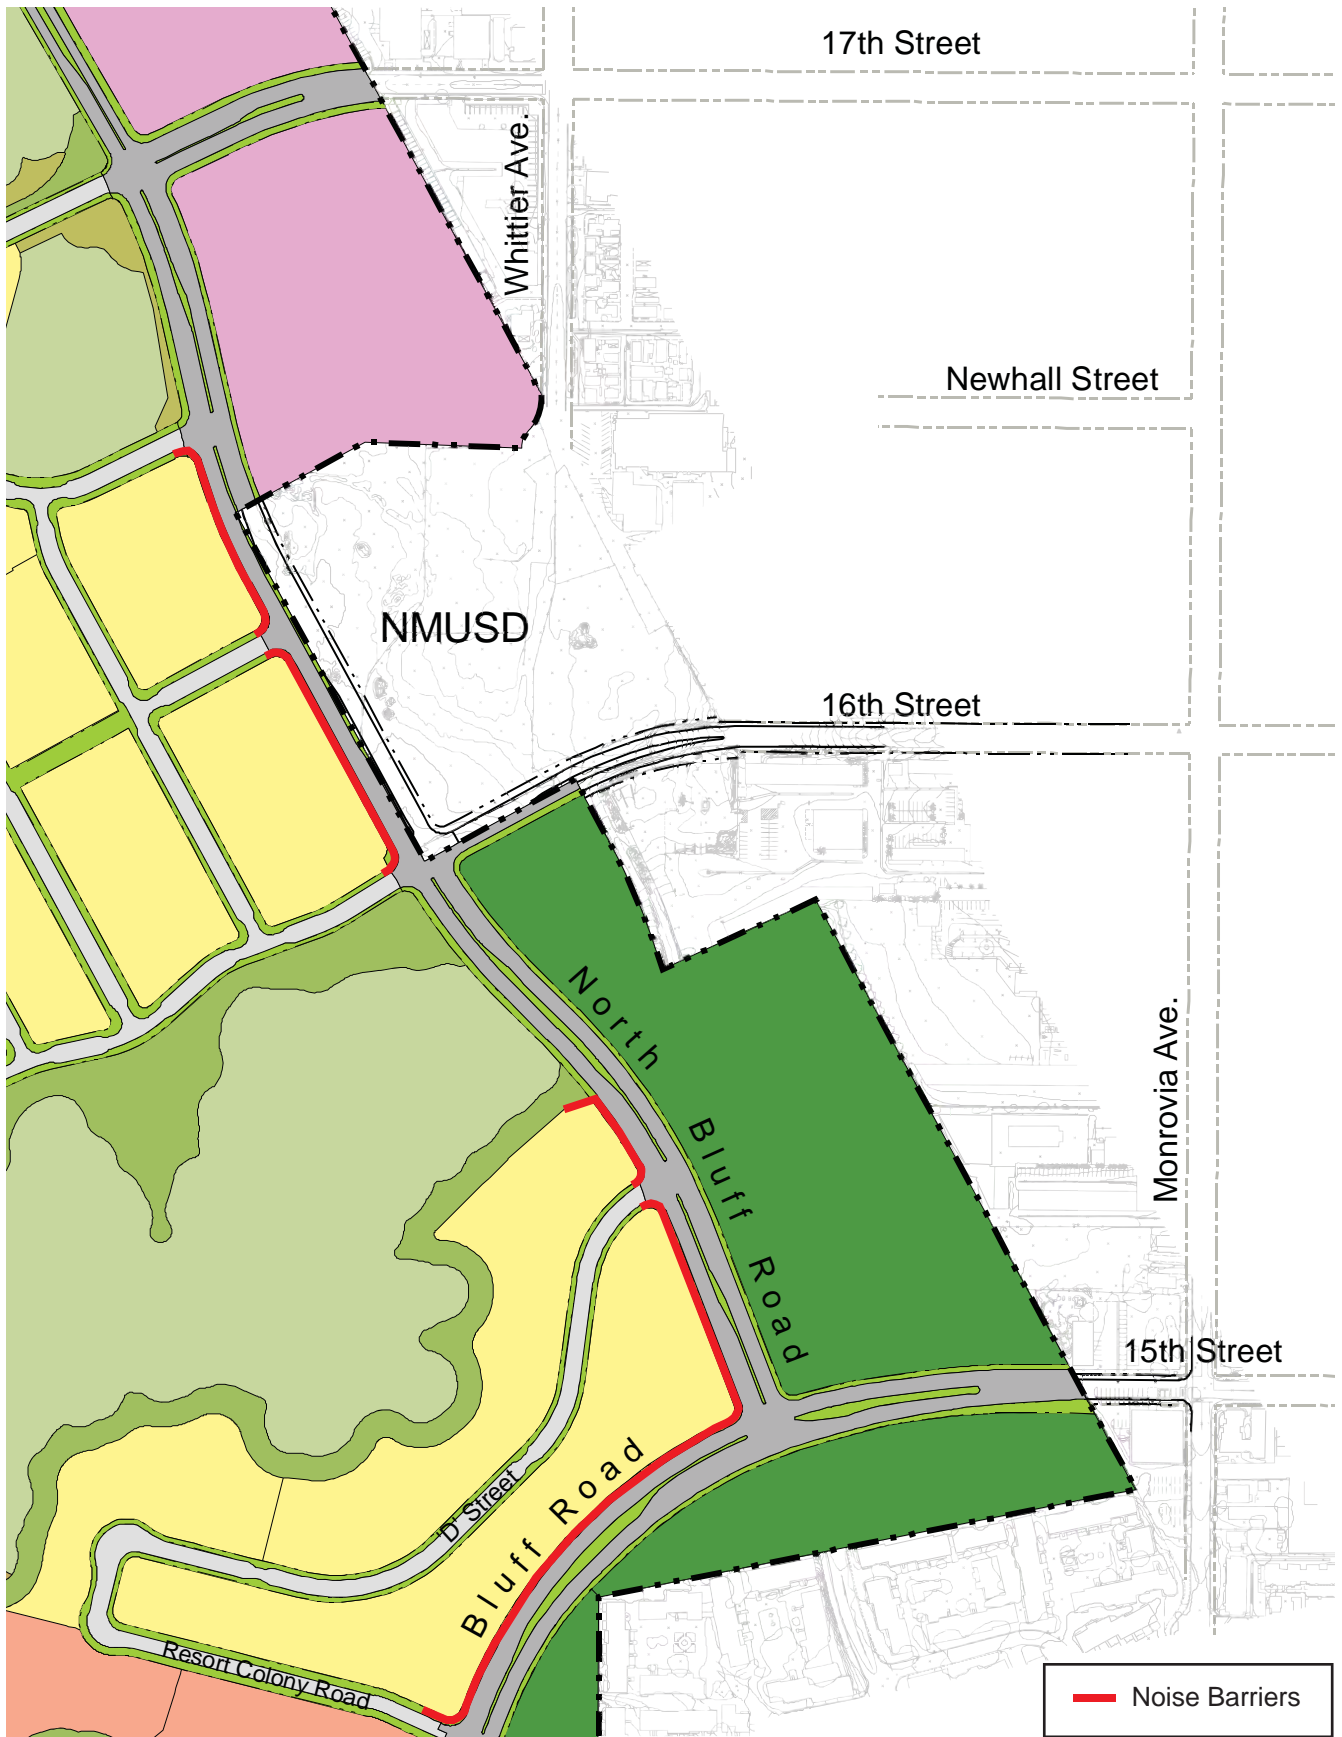 17th Street
Whittier Ave.
Newhall Street
NMUSD
16th Street
North Bluff Road
Monrovia Ave.
15th Street
'D' Street
Bluff Road
Resort Colony Road
Noise Barriers